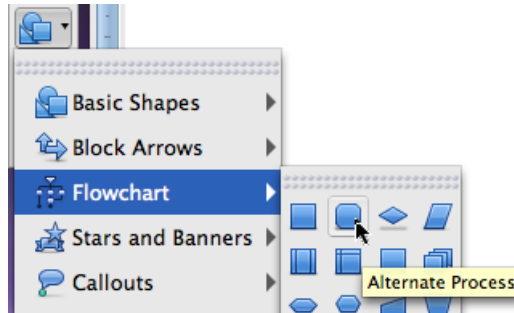 Basic Shapes
Block Arrows
Flowchart
Stars and Banners
Callouts
Alternate Process